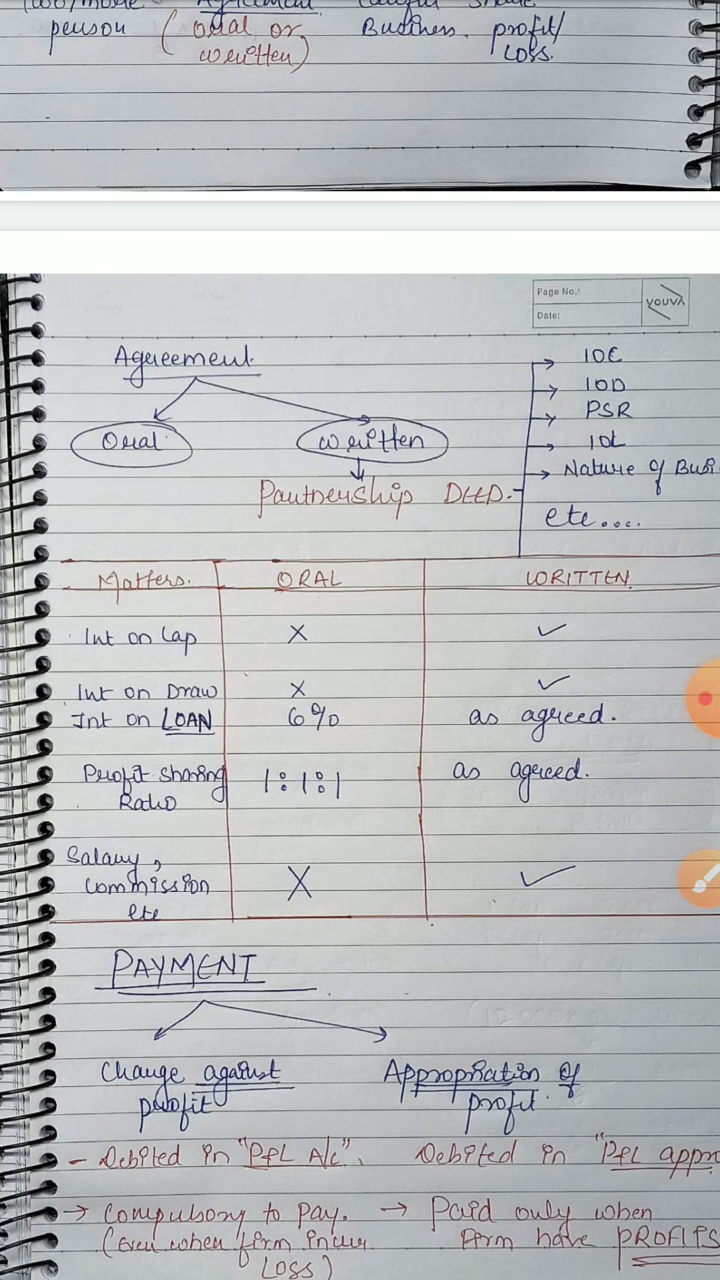 person ( oral or Business. profit/
written) Loss.
Page No.:
Date:
youva
Agreement
Oral
written
Partnership DEED.
IOC
IOD
PSR
IOL
Nature of Busi
etc....
Matters. ORAL WRITTEN
Int on Cap X ✓
Int on Draw X ✓
Int on LOAN 6% as agreed.
Profit sharing 1:1:1 as agreed.
Ratio
Salary,
Commission X ✓
etc
PAYMENT
Charge against Appropriation of
profit profit.
- Debited in "P&L A/c". Debited in "P&L appro
→ Compulsory to pay. → Paid only when
(Even when firm incur firm have PROFITS
Loss)